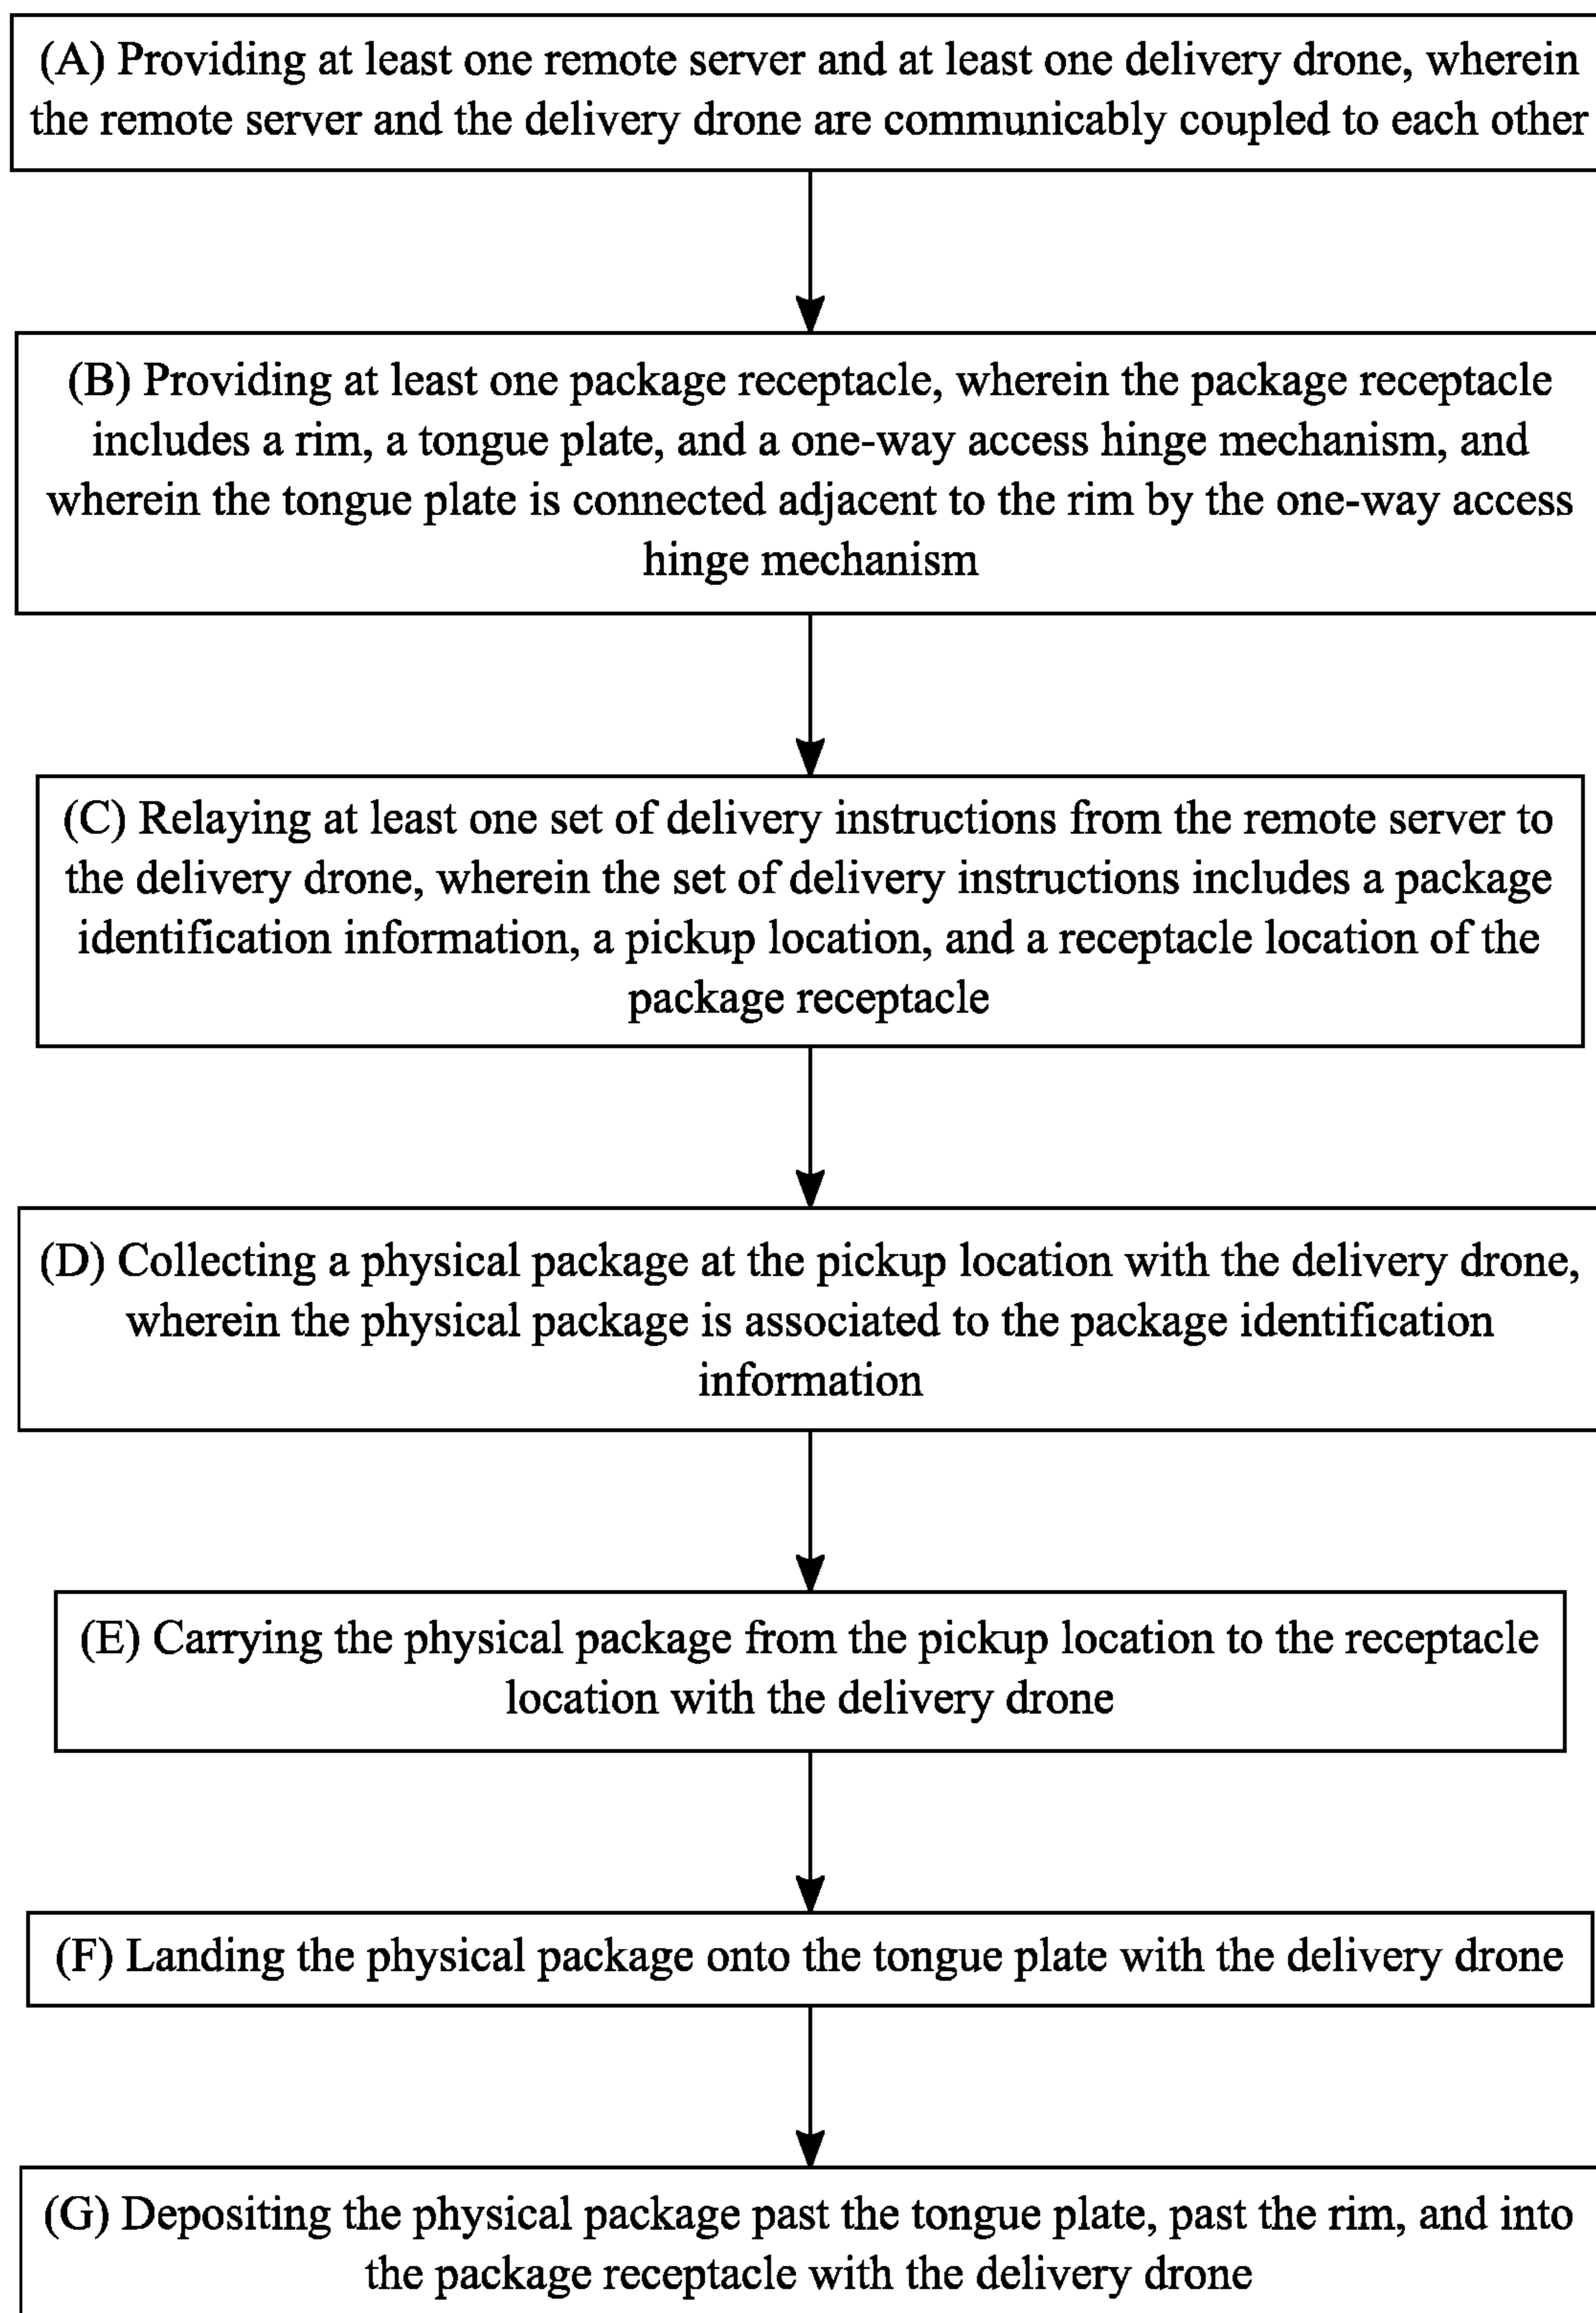 (A) Providing at least one remote server and at least one delivery drone, wherein
the remote server and the delivery drone are communicably coupled to each other
(B) Providing at least one package receptacle, wherein the package receptacle
includes a rim, a tongue plate, and a one-way access hinge mechanism, and
wherein the tongue plate is connected adjacent to the rim by the one-way access
hinge mechanism
(C) Relaying at least one set of delivery instructions from the remote server to
the delivery drone, wherein the set of delivery instructions includes a package
identification information, a pickup location, and a receptacle location of the
package receptacle
(D) Collecting a physical package at the pickup location with the delivery drone,
wherein the physical package is associated to the package identification
information
(E) Carrying the physical package from the pickup location to the receptacle
location with the delivery drone
(F) Landing the physical package onto the tongue plate with the delivery drone
(G) Depositing the physical package past the tongue plate, past the rim, and into
the package receptacle with the delivery drone